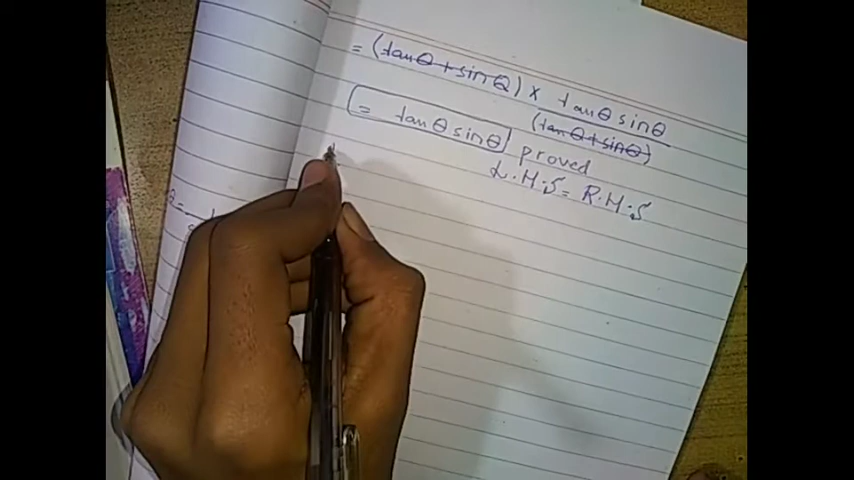 = (tanθ + sinθ) × tanθ sinθ
(tanθ + sinθ)
= tanθ sinθ proved
L.H.S = R.H.S